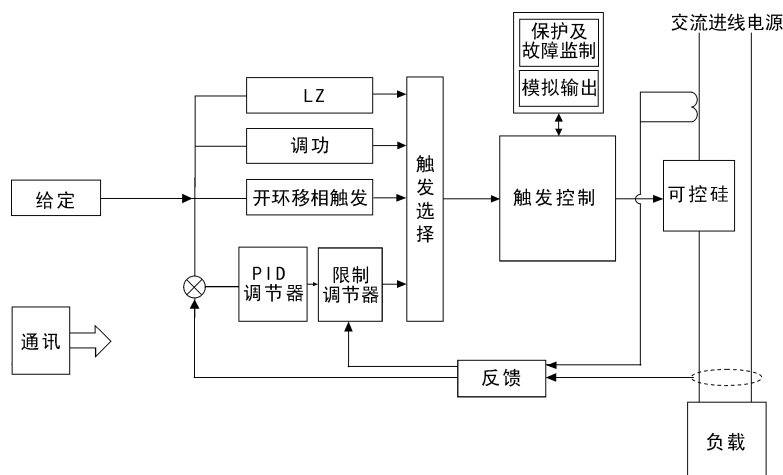 交流进线电源
保护及
故障监制
模拟输出
LZ
调功
开环移相触发
触发选择
触发控制
可控硅
给定
PID
调节器
限制
调节器
通讯
反馈
负载